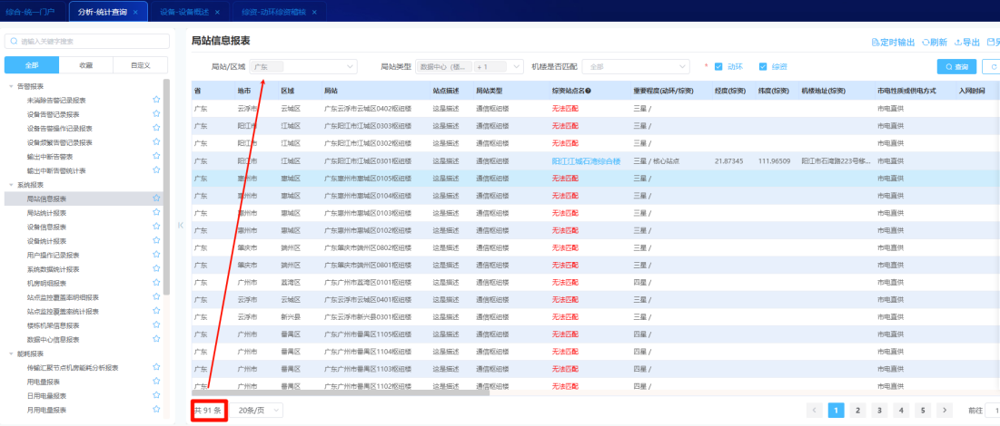 综合-统一门户 分析-统计查询 × 设备-设备概述 × 综资-动环综资稽核 ×
请输入关键字搜索
全部 收藏 自定义
告警报表
未消除告警记录报表
设备告警记录报表
设备告警操作记录报表
设备频繁告警记录报表
输出中断告警表
输出中断告警统计表
系统报表
局站信息报表
局站统计报表
设备信息报表
设备统计报表
用户操作记录报表
系统数据统计报表
机房明细报表
站点监控覆盖率明细报表
站点监控覆盖率统计报表
楼栋机架信息报表
数据中心信息报表
能耗报表
传输汇聚节点机房能耗分析报表
用电量报表
日用电量报表
月用电量报表
局站信息报表
定时输出 刷新 导出
局站/区域 广东 局站类型 数据中心 (楼... + 1 机楼是否匹配 全部 * 动环 综资 查询
省 地市 区域 局站 站点描述 局站类型 综资站点名 重要程度(动环/综资) 经度(综资) 纬度(综资) 机楼地址(综资) 市电性质或供电方式 入网时间
广东 云浮市 云城区 广东云浮市云城区0402枢纽楼 这是描述 通信枢纽楼 无法匹配 三星 / 市电直供
广东 阳江市 江城区 广东阳江市江城区0303枢纽楼 这是描述 通信枢纽楼 无法匹配 三星 / 市电直供
广东 阳江市 江城区 广东阳江市江城区0302枢纽楼 这是描述 通信枢纽楼 无法匹配 三星 / 市电直供
广东 阳江市 江城区 广东阳江市江城区0301枢纽楼 这是描述 通信枢纽楼 阳江江城石湾综合楼 三星 / 核心站点 21.87345 111.96509 阳江市石湾路223号移... 市电直供
广东 惠州市 惠城区 广东惠州市惠城区0105枢纽楼 这是描述 通信枢纽楼 无法匹配 三星 / 市电直供
广东 惠州市 惠城区 广东惠州市惠城区0104枢纽楼 这是描述 通信枢纽楼 无法匹配 三星 / 市电直供
广东 惠州市 惠城区 广东惠州市惠城区0103枢纽楼 这是描述 通信枢纽楼 无法匹配 三星 / 市电直供
广东 惠州市 惠城区 广东惠州市惠城区0102枢纽楼 这是描述 通信枢纽楼 无法匹配 三星 / 市电直供
广东 肇庆市 端州区 广东肇庆市端州区0802枢纽楼 这是描述 通信枢纽楼 无法匹配 三星 / 市电直供
广东 肇庆市 端州区 广东肇庆市端州区0801枢纽楼 这是描述 通信枢纽楼 无法匹配 三星 / 市电直供
广东 广州市 荔湾区 广东广州市荔湾区0101枢纽楼 这是描述 通信枢纽楼 无法匹配 四星 / 市电直供
广东 云浮市 云城区 广东云浮市云城区0401枢纽楼 这是描述 通信枢纽楼 无法匹配 三星 / 市电直供
广东 云浮市 新兴县 广东云浮市新兴县0301枢纽楼 这是描述 通信枢纽楼 无法匹配 三星 / 市电直供
广东 广州市 番禺区 广东广州市番禺区1105枢纽楼 这是描述 通信枢纽楼 无法匹配 四星 / 市电直供
广东 广州市 番禺区 广东广州市番禺区1104枢纽楼 这是描述 通信枢纽楼 无法匹配 四星 / 市电直供
广东 广州市 番禺区 广东广州市番禺区1103枢纽楼 这是描述 通信枢纽楼 无法匹配 四星 / 市电直供
广东 广州市 番禺区 广东广州市番禺区1102枢纽楼 这是描述 通信枢纽楼 无法匹配 四星 / 市电直供
共 91 条 20条/页 1 2 3 4 5 前往 1